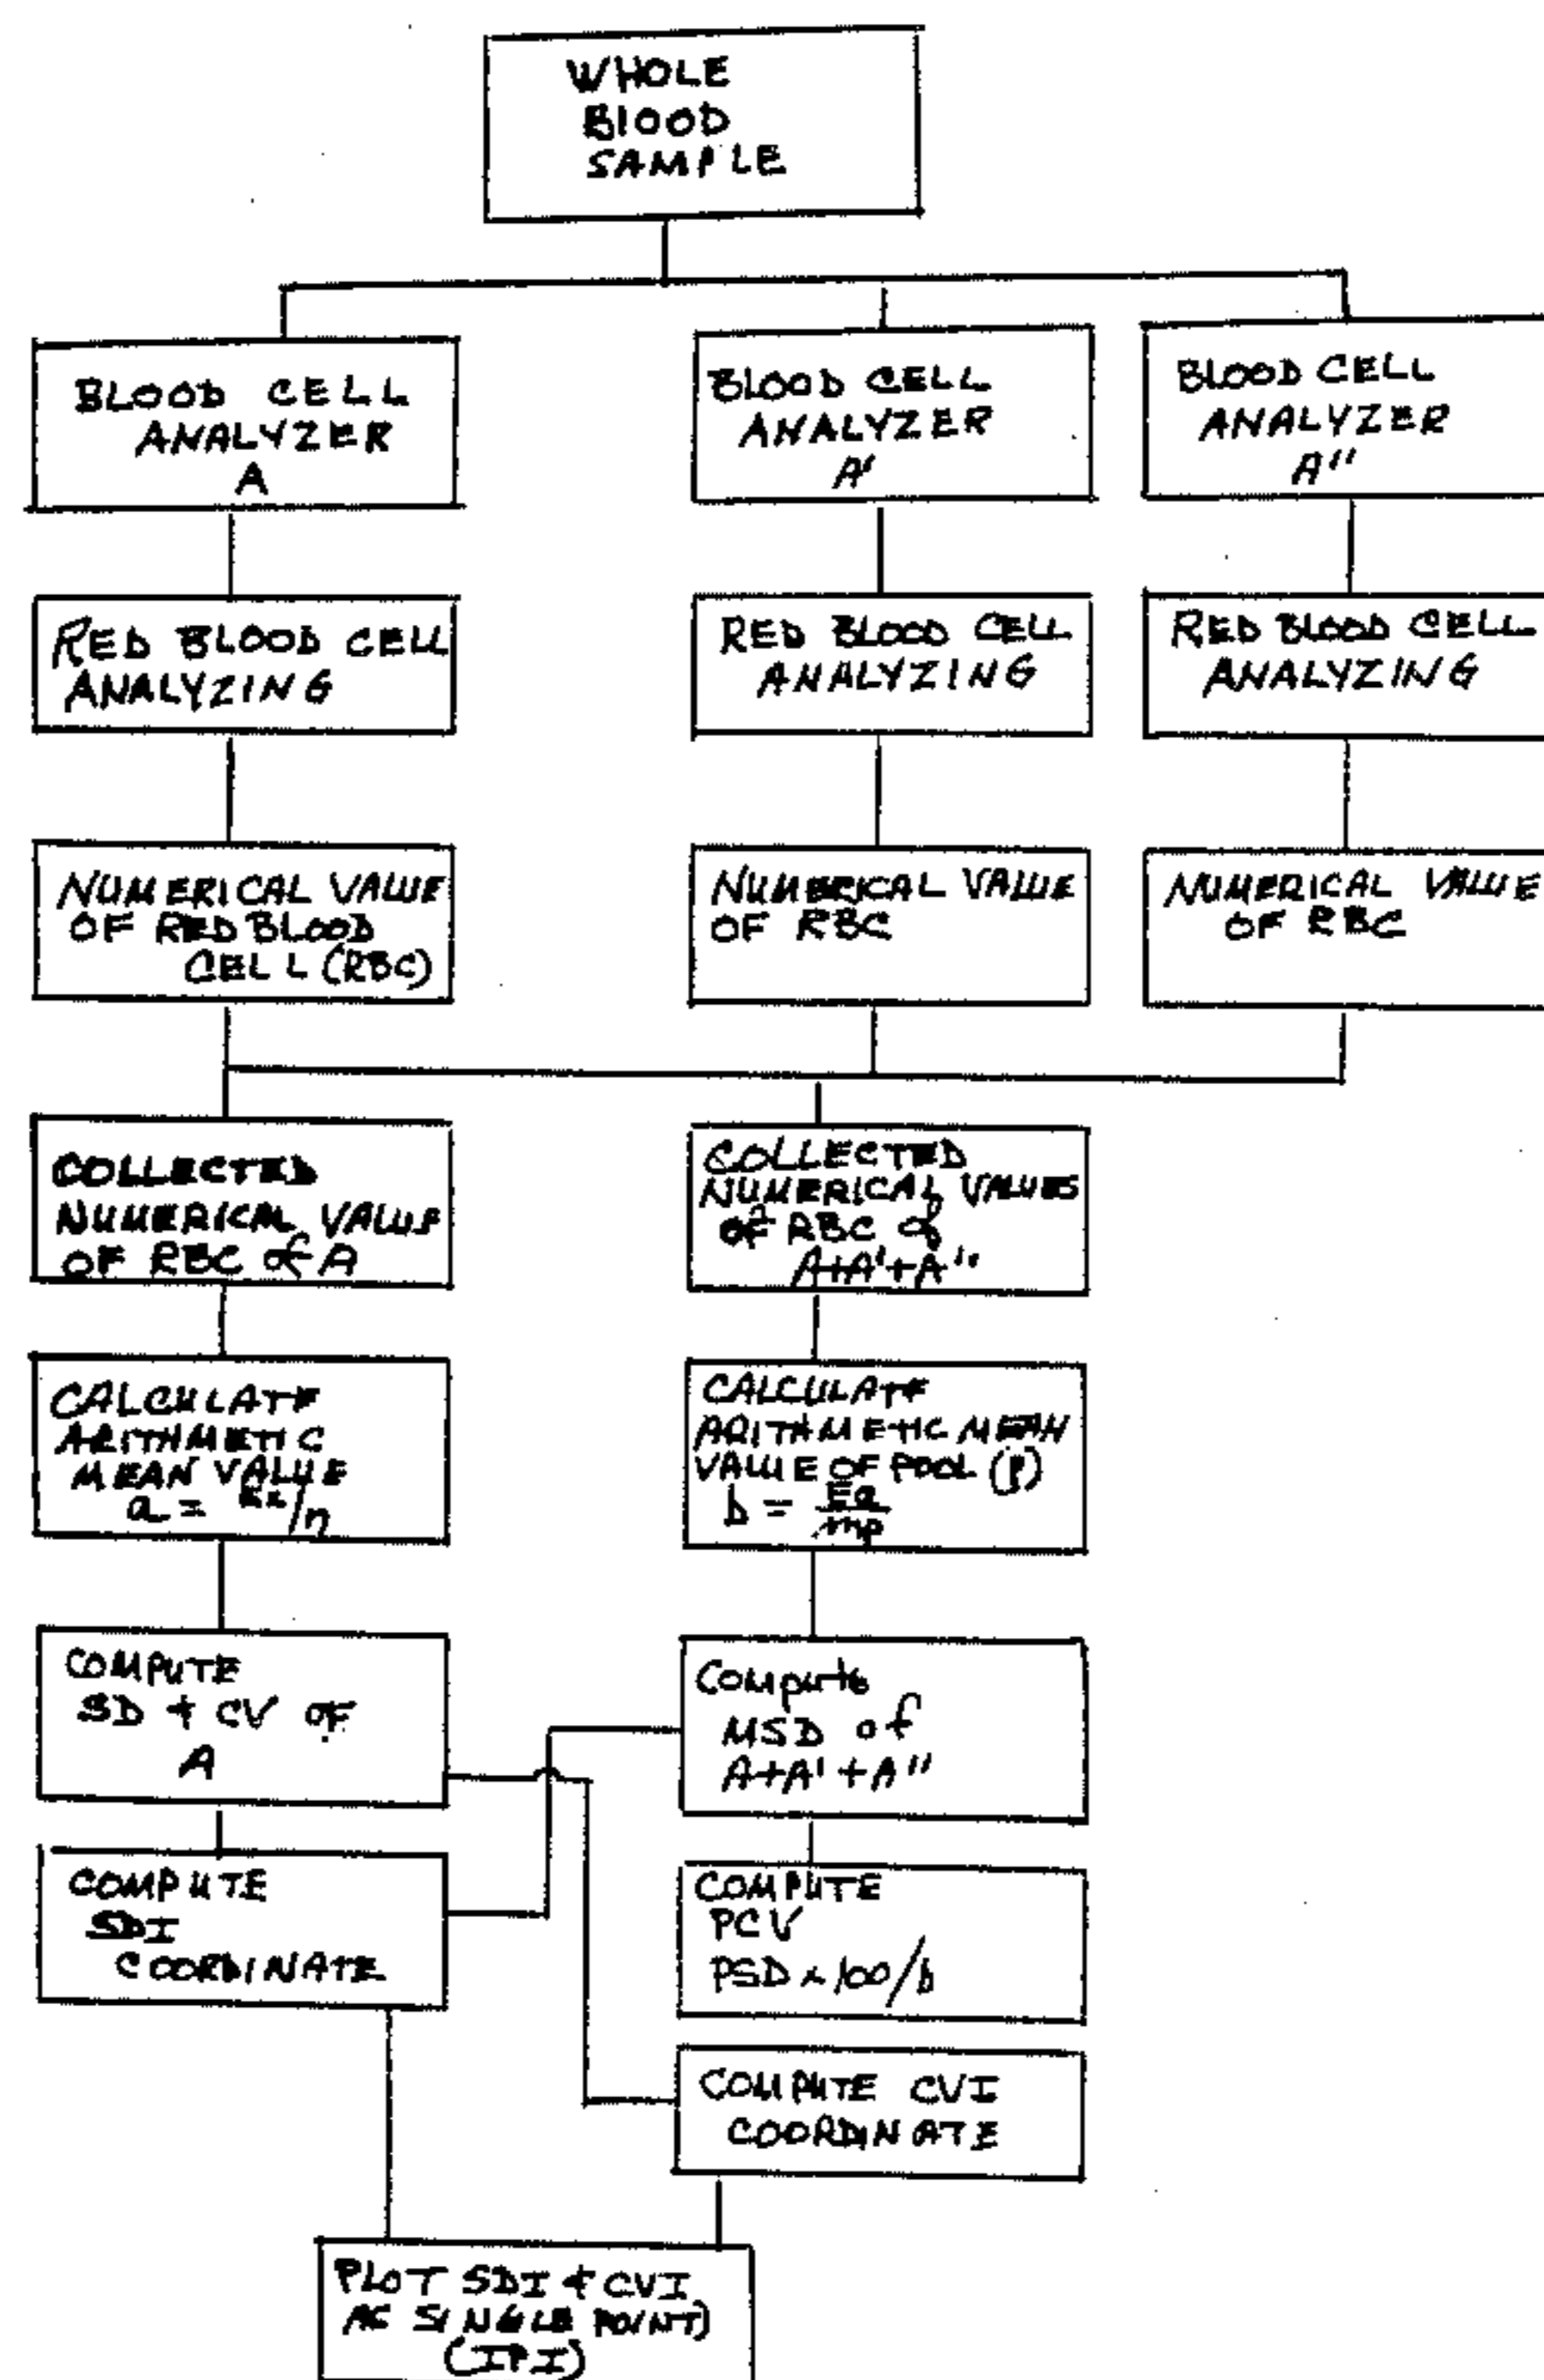 WHOLE
BlOOD
SAMPLE
BLOOD CELL
ANALYZER
A
BLOOD CELL
ANALYZER
A'
BLOOD CELL
ANALYZER
A"
RED BLOOD CELL
ANALYZING
RED BLOOD CELL
ANALYZING
RED BLOOD CELL
ANALYZING
NUMERICAL VALUE
OF RED BLOOD
CELL (RBC)
NUMERICAL VALUE
OF RBC
NUMERICAL VALUE
OF RBC
COLLECTED
NUMERICAL VALUE
OF RBC of A
COLLECTED
NUMERICAL VALUES
of RBC of
A+A'+A"
CALCULATE
ARITHMETIC
MEAN VALUE
a = Ex/n
CALCULATE
ARITHMETIC MEAN
VALUE OF POOL (p)
b = Ea/mp
COMPUTE
SD + CV OF
A
Compute
MSD of
A+A'+A"
COMPUTE
SDI
COORDINATE
COMPUTE
PCV
PSD x 100/b
COMPUTE CVI
COORDINATE
PLOT SDI + CVI
AS SINGLE POINT)
(IPI)